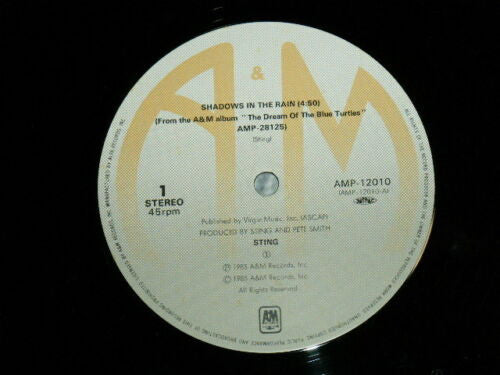 A & M
SHADOWS IN THE RAIN (4:50)
(From the A&M album "The Dream Of The Blue Turtles"
AMP-28125)
(Sting)
1
STEREO
45rpm
AMP-12010
(AMP-12010-A)
Published by Virgin Music, Inc. (ASCAP)
PRODUCED BY STING AND PETE SMITH
STING
①
Ⓟ 1985 A&M Records, Inc.
© 1985 A&M Records, Inc.
All Rights Reserved
A&M
RECORDS